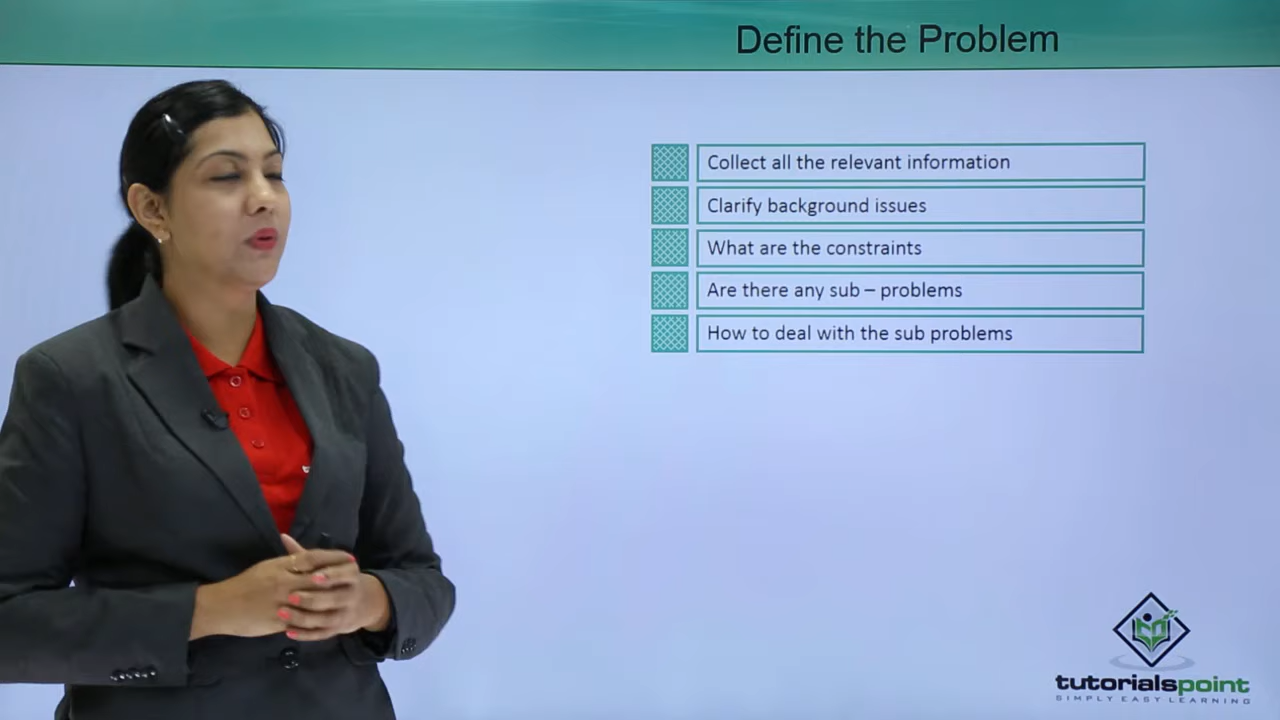 Define the Problem
Collect all the relevant information
Clarify background issues
What are the constraints
Are there any sub – problems
How to deal with the sub problems
tutorialspoint
SIMPLY EASY LEARNING